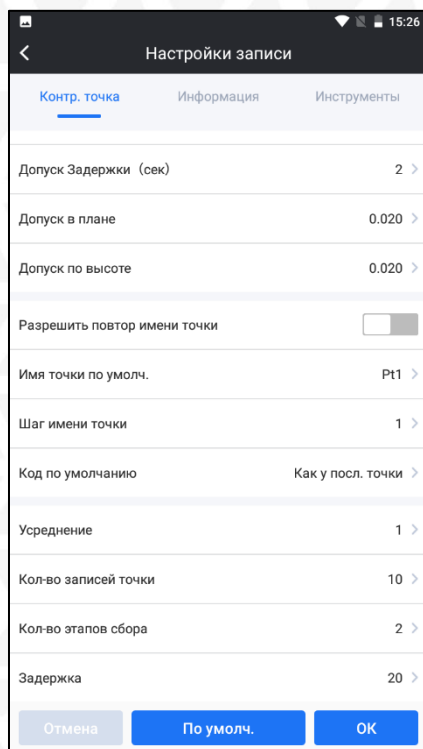 15:26
Настройки записи
Контр. точка Информация Инструменты
Допуск Задержки (сек) 2
Допуск в плане 0.020
Допуск по высоте 0.020
Разрешить повтор имени точки
Имя точки по умолч. Pt1
Шаг имени точки 1
Код по умолчанию Как у посл. точки
Усреднение 1
Кол-во записей точки 10
Кол-во этапов сбора 2
Задержка 20
Отмена По умолч. ОК